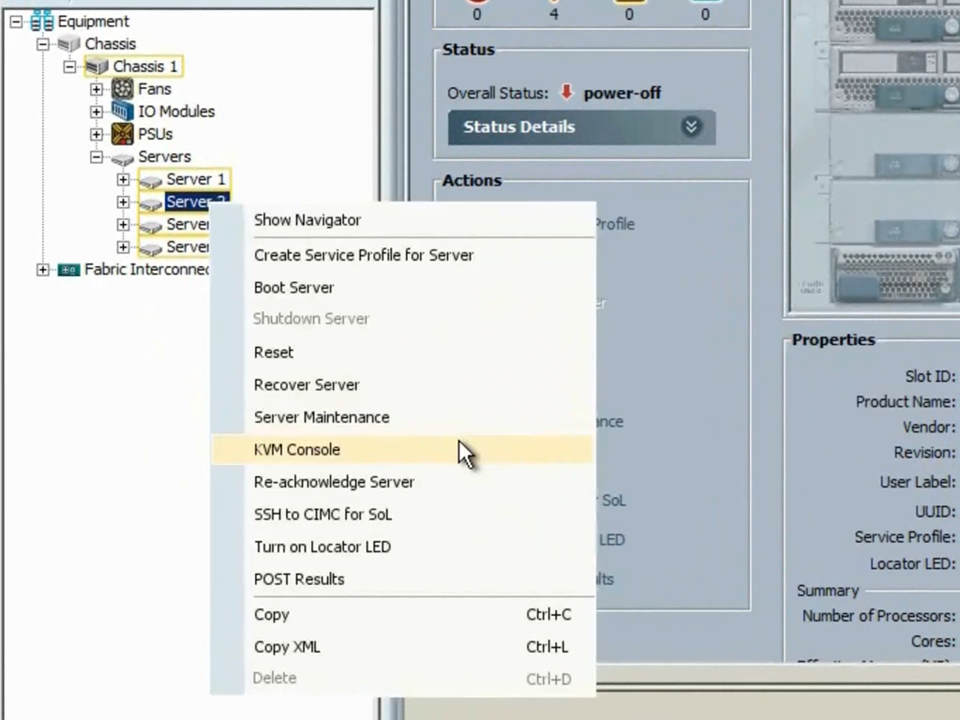 Equipment
Chassis
Chassis 1
Fans
IO Modules
PSUs
Servers
Server 1
Server 2
Server
Server
Fabric Interconnec
0 4 0 0
Status
Overall Status: power-off
Status Details
Actions
Profile
er
ance
SoL
LED
ults
Show Navigator
Create Service Profile for Server
Boot Server
Shutdown Server
Reset
Recover Server
Server Maintenance
KVM Console
Re-acknowledge Server
SSH to CIMC for SoL
Turn on Locator LED
POST Results
Copy Ctrl+C
Copy XML Ctrl+L
Delete Ctrl+D
Properties
Slot ID:
Product Name:
Vendor:
Revision:
User Label:
UUID:
Service Profile:
Locator LED:
Summary
Number of Processors:
Cores: